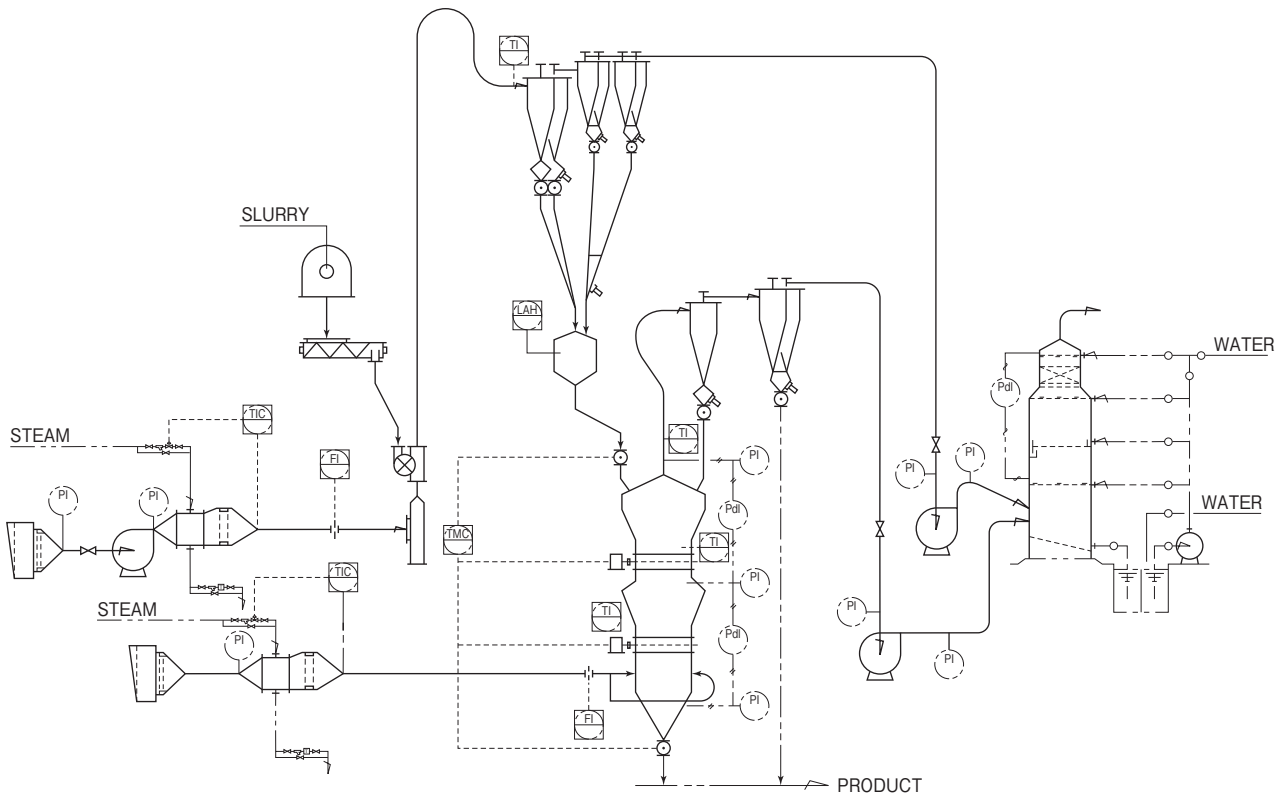 TI
SLURRY
LAH
WATER
PdI
TIC
STEAM
TI
FI
PI
PI
PI
PI
PI
PdI
WATER
TMC
TI
TIC
PI
STEAM
TI
PI
PI
PdI
PI
PI
FI
PRODUCT